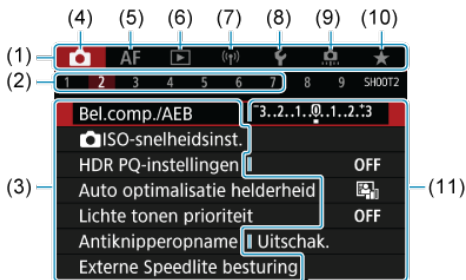 (4) (5) (6) (7) (8) (9) (10)
(1) AF
(2) 1 2 3 4 5 6 7 8 9 SHOOT2
Bel.comp./AEB -3..2..1..0..1..2..+3
ISO-snelheidsinst.
HDR PQ-instellingen OFF
(3) Auto optimalisatie helderheid (11)
Lichte tonen prioriteit OFF
Antiknipperopname Uitschak.
Externe Speedlite besturing